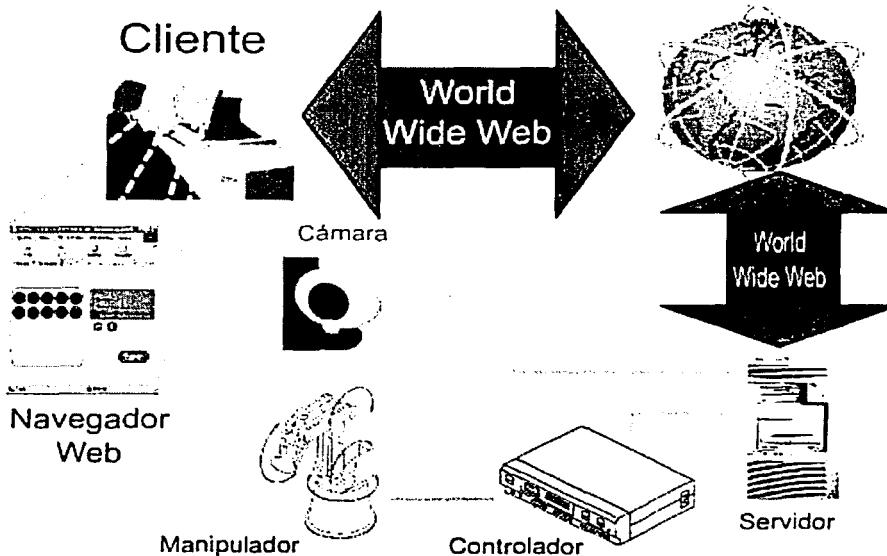 Cliente
World
Wide Web
Cámara
World
Wide Web
Navegador
Web
Manipulador
Controlador
Servidor